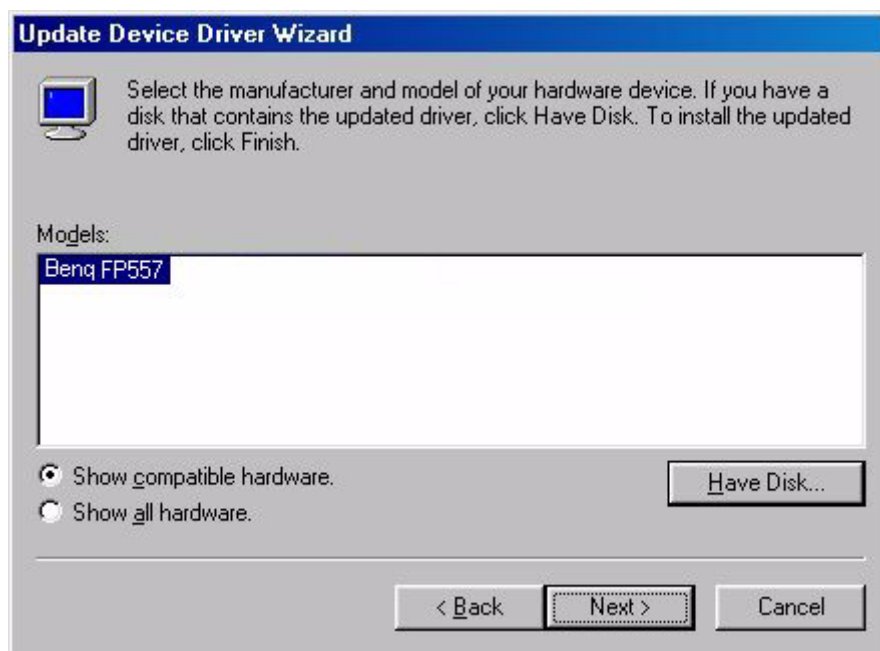 Update Device Driver Wizard
Select the manufacturer and model of your hardware device. If you have a
disk that contains the updated driver, click Have Disk. To install the updated
driver, click Finish.
Models:
Benq FP557
Show compatible hardware.
Have Disk...
Show all hardware.
< Back
Next >
Cancel